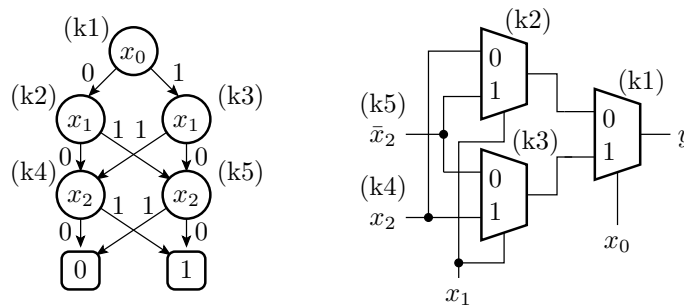 (k1)
x₀
0 1
(k2) (k3)
x₁ x₁
0 1 1 0
(k4) (k5)
x₂ x₂
0 1 1 0
0 1
(k2)
0
1
(k1)
0
1
y
(k5)
x̄₂
(k3)
0
1
(k4)
x₂
x₀
x₁